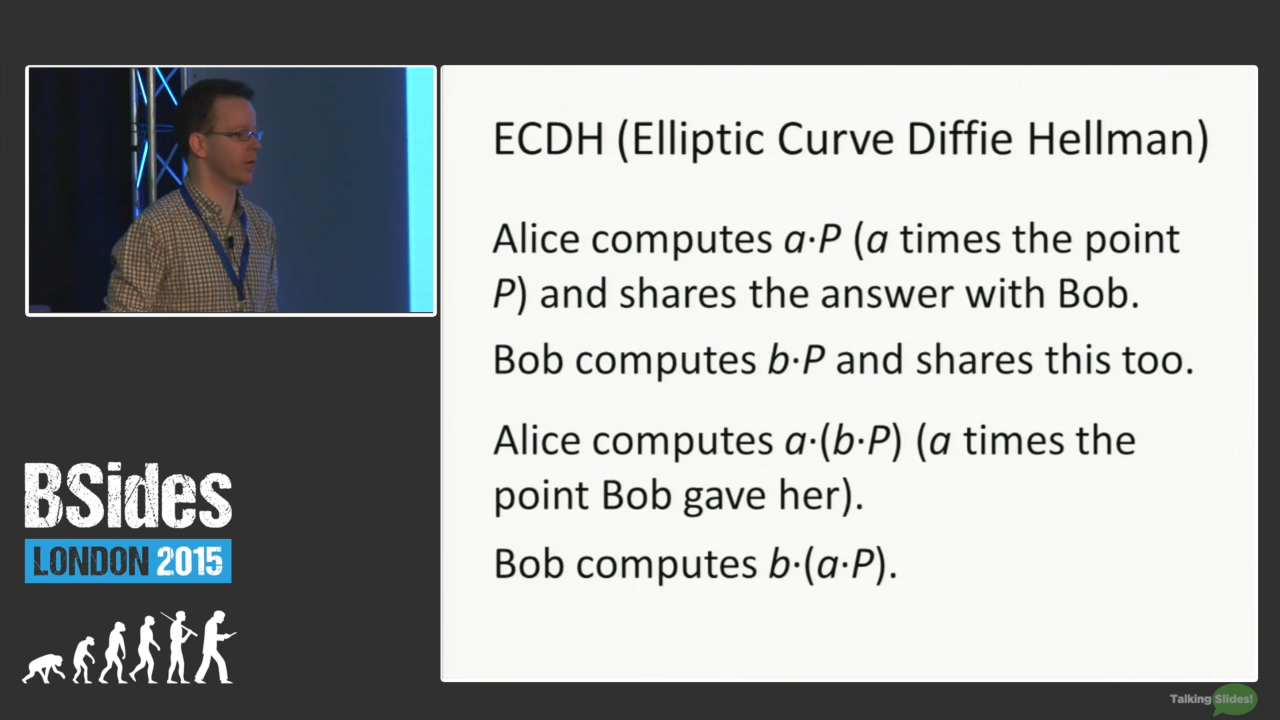 ECDH (Elliptic Curve Diffie Hellman)
Alice computes a·P (a times the point
P) and shares the answer with Bob.
Bob computes b·P and shares this too.
Alice computes a·(b·P) (a times the
point Bob gave her).
Bob computes b·(a·P).
BSides
LONDON 2015
Talking Slides!